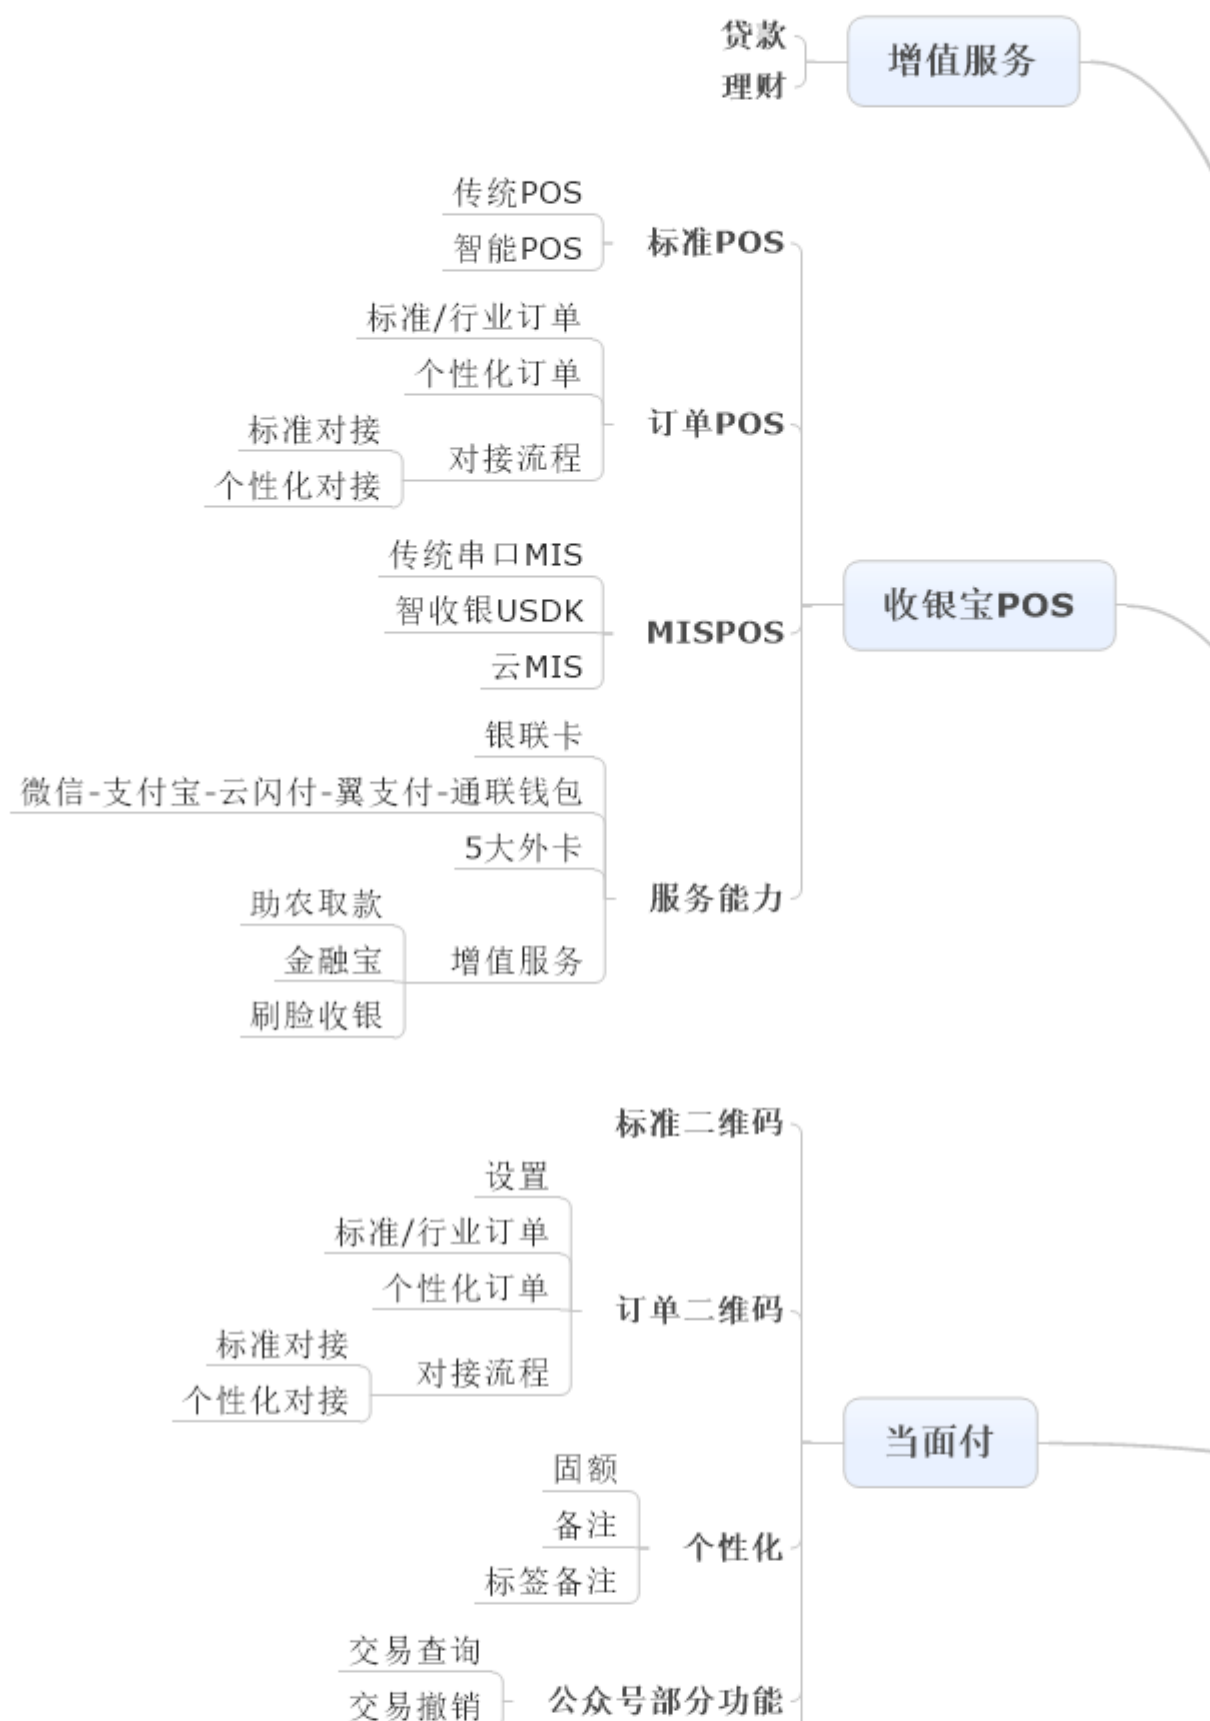 贷款
增值服务
理财
传统POS
标准POS
智能POS
标准/行业订单
个性化订单
订单POS
标准对接
对接流程
个性化对接
传统串口MIS
智收银USDK
收银宝POS
MISPOS
云MIS
银联卡
微信-支付宝-云闪付-翼支付-通联钱包
5大外卡
服务能力
助农取款
金融宝
增值服务
刷脸收银
标准二维码
设置
标准/行业订单
个性化订单
订单二维码
标准对接
对接流程
个性化对接
当面付
固额
备注
个性化
标签备注
交易查询
公众号部分功能
交易撤销